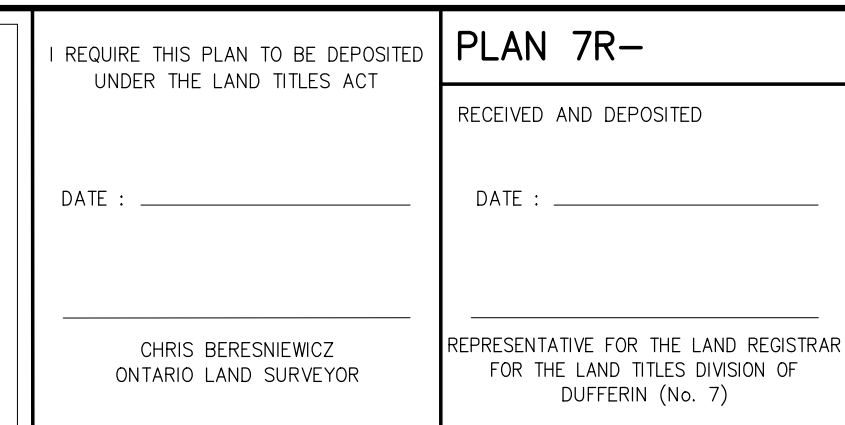 I REQUIRE THIS PLAN TO BE DEPOSITED
UNDER THE LAND TITLES ACT
DATE :
CHRIS BERESNIEWICZ
ONTARIO LAND SURVEYOR
PLAN 7R–
RECEIVED AND DEPOSITED
DATE :
REPRESENTATIVE FOR THE LAND REGISTRAR
FOR THE LAND TITLES DIVISION OF
DUFFERIN (No. 7)